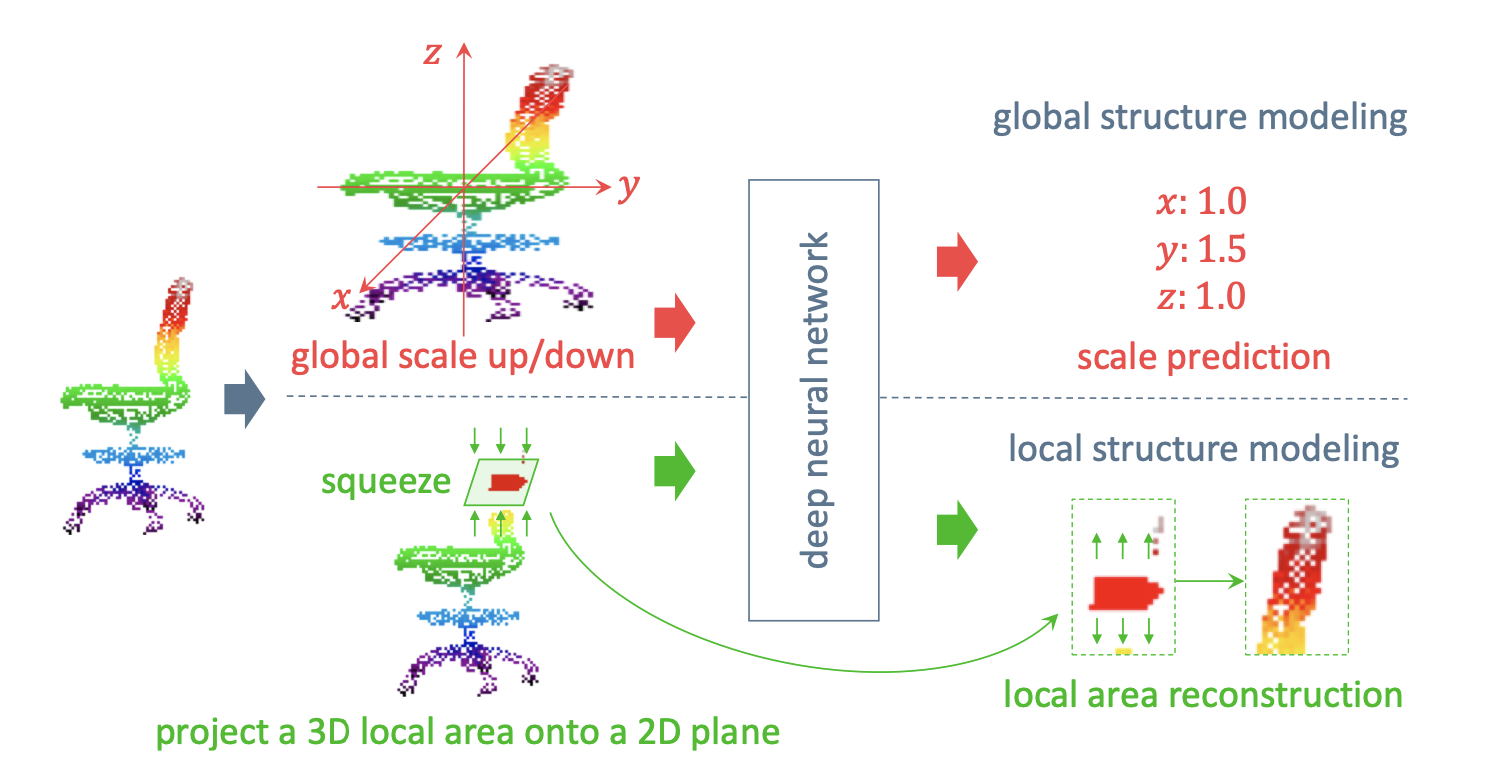 z
y
x
global scale up/down
global structure modeling
x: 1.0
y: 1.5
z: 1.0
scale prediction
deep neural network
squeeze
project a 3D local area onto a 2D plane
local structure modeling
local area reconstruction